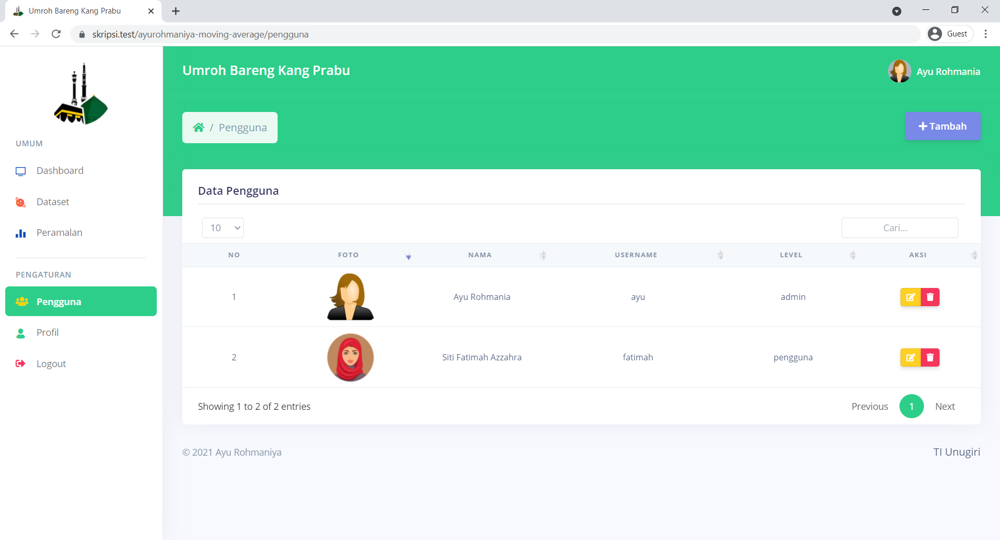 Umroh Bareng Kang Prabu
skripsi.test/ayurohmaniya-moving-average/pengguna
Guest
UMUM
Dashboard
Dataset
Peramalan
PENGATURAN
Pengguna
Profil
Logout
Umroh Bareng Kang Prabu
Ayu Rohmania
/ Pengguna
Tambah
Data Pengguna
10
Cari...
NO FOTO NAMA USERNAME LEVEL AKSI
1 Ayu Rohmania ayu admin
2 Siti Fatimah Azzahra fatimah pengguna
Showing 1 to 2 of 2 entries
Previous 1 Next
© 2021 Ayu Rohmaniya
TI Unugiri